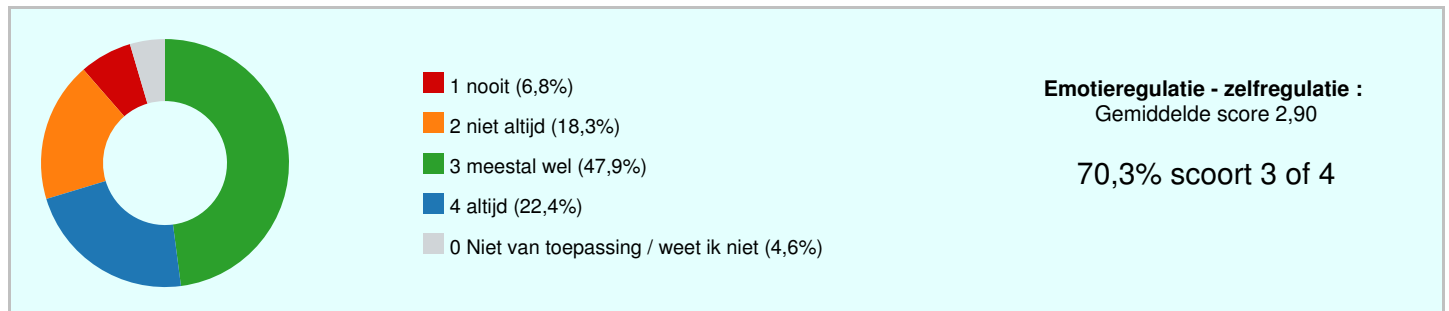 1 nooit (6,8%)
2 niet altijd (18,3%)
3 meestal wel (47,9%)
4 altijd (22,4%)
0 Niet van toepassing / weet ik niet (4,6%)
Emotieregulatie - zelfregulatie :
Gemiddelde score 2,90
70,3% scoort 3 of 4